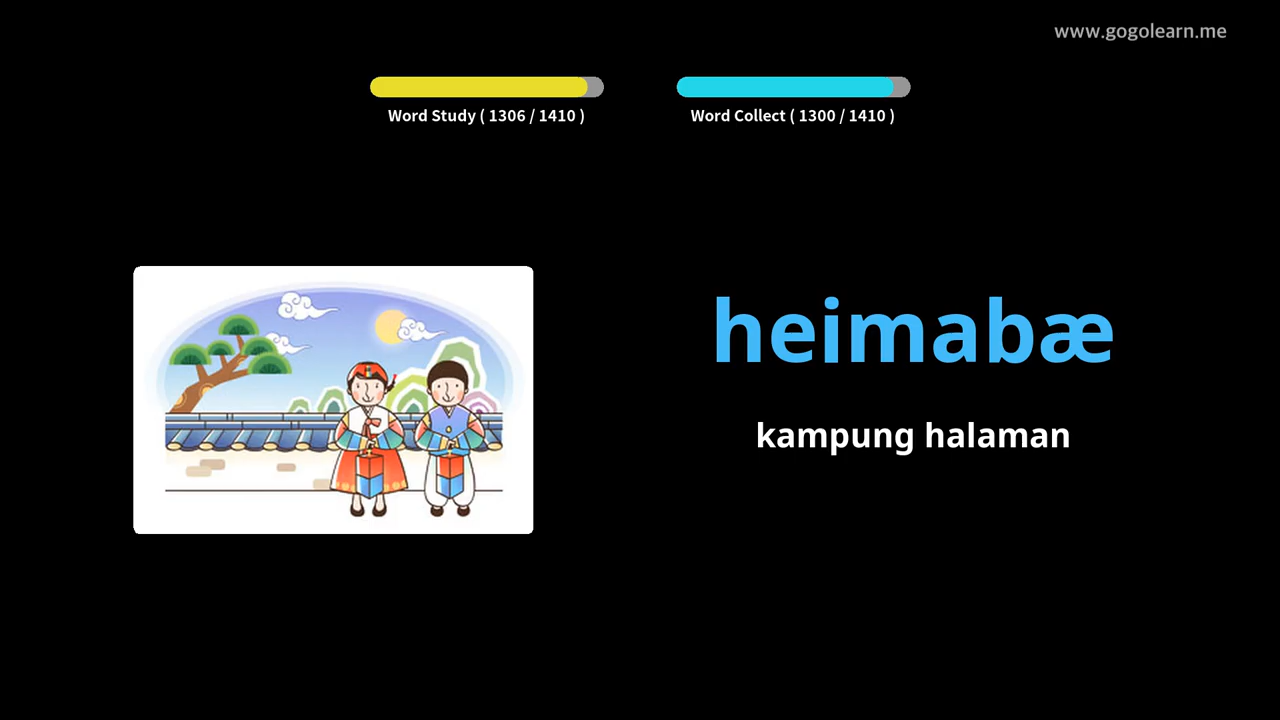 www.gogolearn.me
Word Study ( 1306 / 1410 )
Word Collect ( 1300 / 1410 )
heimabæ
kampung halaman